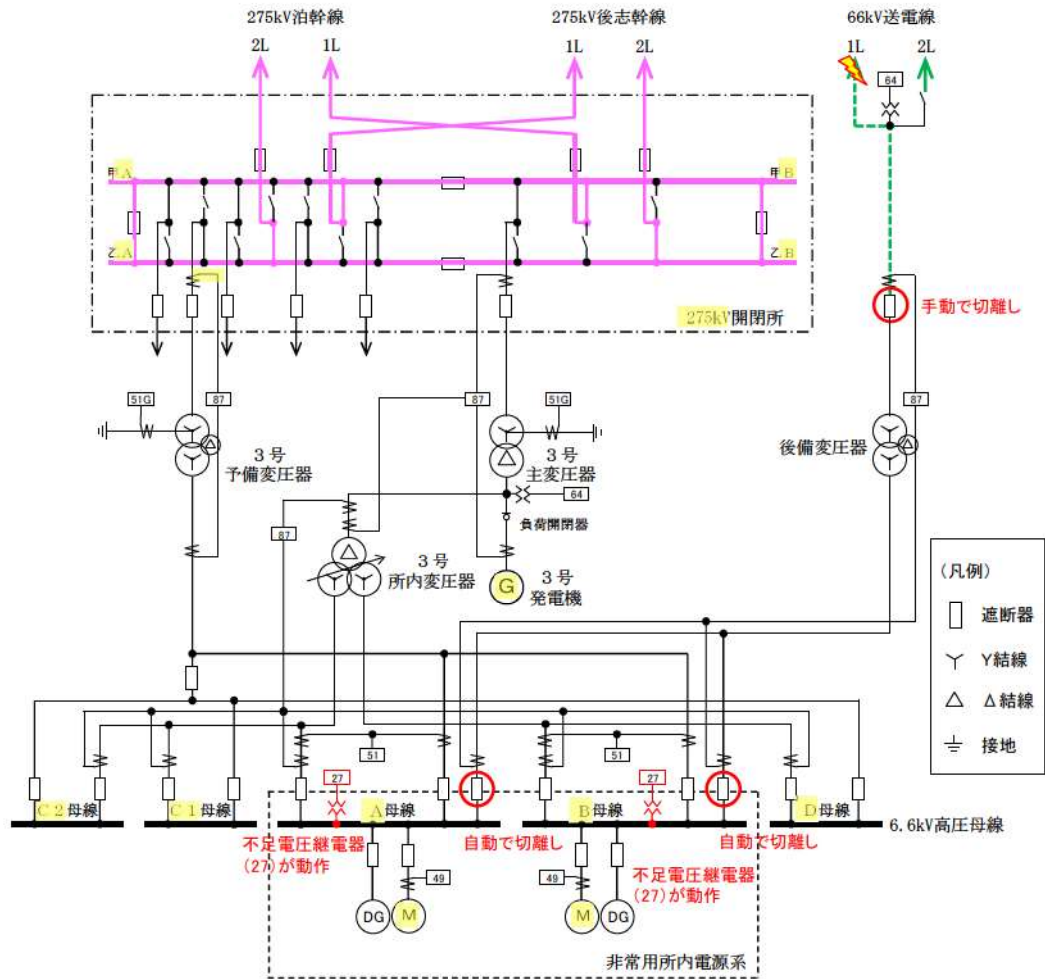 275kV泊幹線
275kV後志幹線
66kV送電線
2L
1L
1L
2L
1L
2L
64
甲A
甲B
乙A
乙B
275kV開閉所
手動で切離し
51G
87
87
51G
87
3号
予備変圧器
3号
主変圧器
後備変圧器
64
負荷開閉器
87
3号
所内変圧器
G
3号
発電機
(凡例)
遮断器
Y結線
Δ結線
接地
51
51
27
27
C2母線
C1母線
A母線
B母線
D母線
6.6kV高圧母線
不足電圧継電器
(27)が動作
自動で切離し
自動で切離し
不足電圧継電器
(27)が動作
49
49
DG
M
M
DG
非常用所内電源系